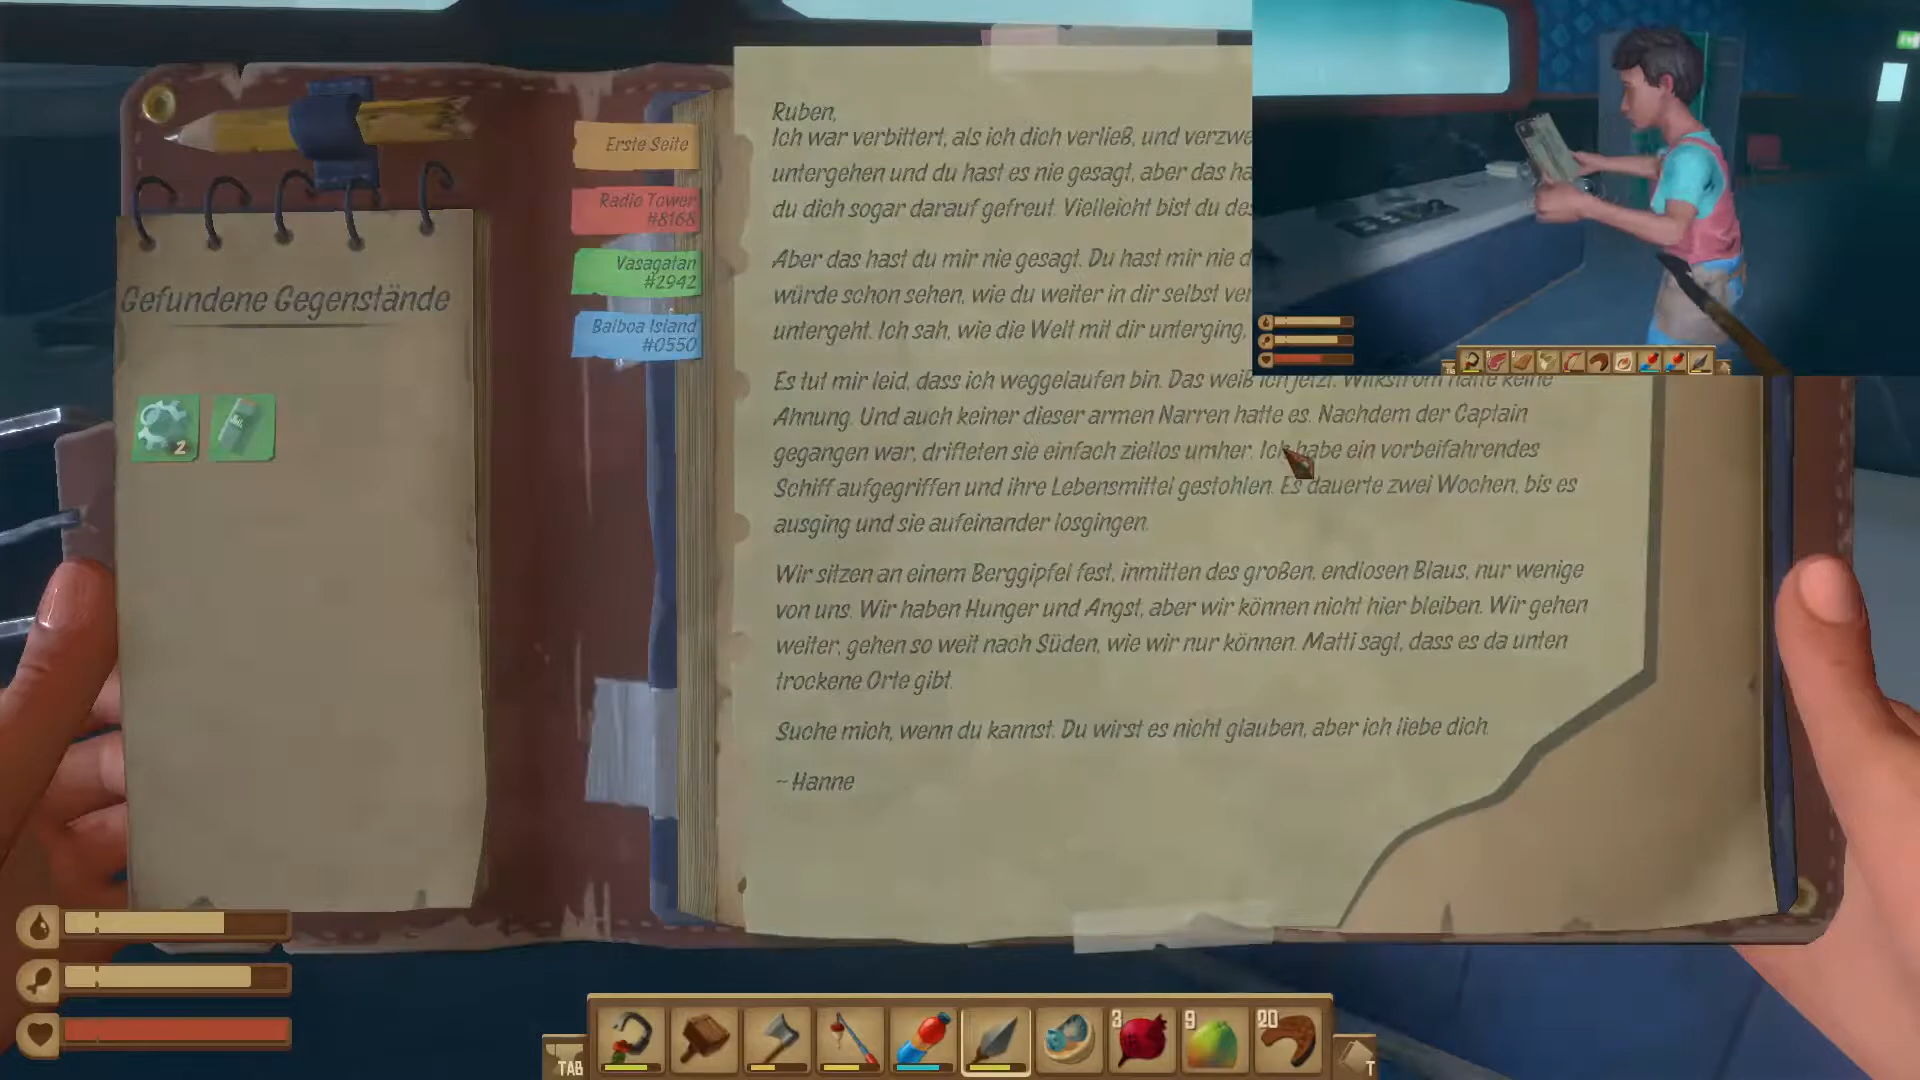 Gefundene Gegenstände
2
Erste Seite
Radio Tower
#8168
Vasagatan
#2942
Balboa Island
#0550
Ruben,
Ich war verbittert, als ich dich verließ, und
untergehen und du hast es nie gesagt, aber das
du dich sogar darauf gefreut. Vielleicht bist du
Aber das hast du mir nie gesagt. Du hast mir nie
würde schon sehen, wie du weiter in dir selbst
untergeht. Ich sah, wie die Welt mit dir unterging,
Es tut mir leid, dass ich weggelaufen bin. Das weiß ich jetzt. Wilkström hatte keine
Ahnung. Und auch keiner dieser armen Narren hatte es. Nachdem der Captain
gegangen war, drifteten sie einfach ziellos umher. Ich habe ein vorbeifahrendes
Schiff aufgegriffen und ihre Lebensmittel gestohlen. Es dauerte zwei Wochen, bis es
ausging und sie aufeinander losgingen.
Wir sitzen an einem Berggipfel fest, inmitten des großen, endlosen Blaus, nur wenige
von uns. Wir haben Hunger und Angst, aber wir können nicht hier bleiben. Wir gehen
weiter, gehen so weit nach Süden, wie wir nur können. Matti sagt, dass es da unten
trockene Orte gibt.
Suche mich, wenn du kannst. Du wirst es nicht glauben, aber ich liebe dich.
- Hanne
TAB
3
9
20
T